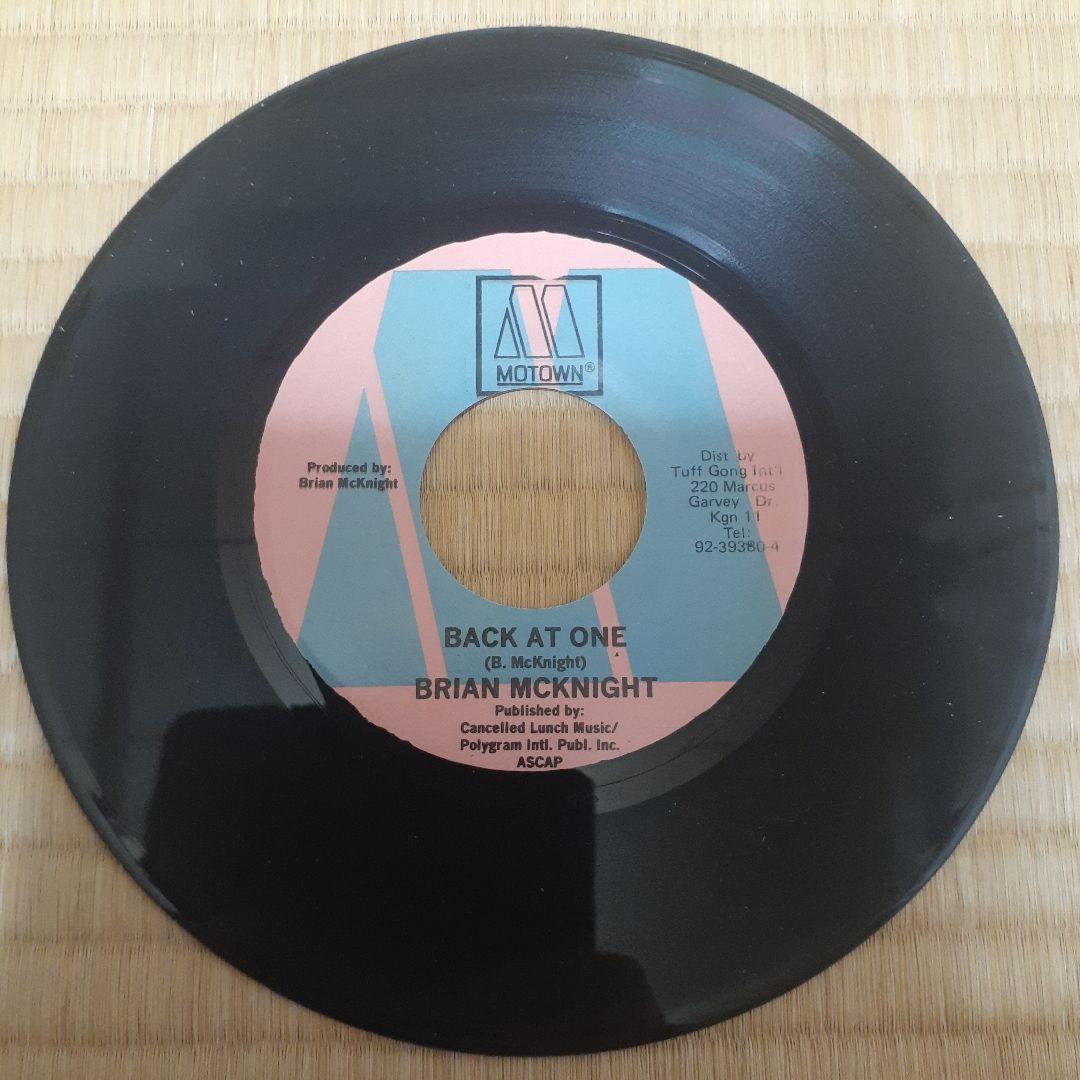 MOTOWN®
Produced by:
Brian McKnight
Dist by
Tuff Gong Int'l
220 Marcus
Garvey Dr.
Kgn 11
Tel:
92-39380-4
BACK AT ONE
(B. McKnight)
BRIAN MCKNIGHT
Published by:
Cancelled Lunch Music/
Polygram Intl. Publ. Inc.
ASCAP